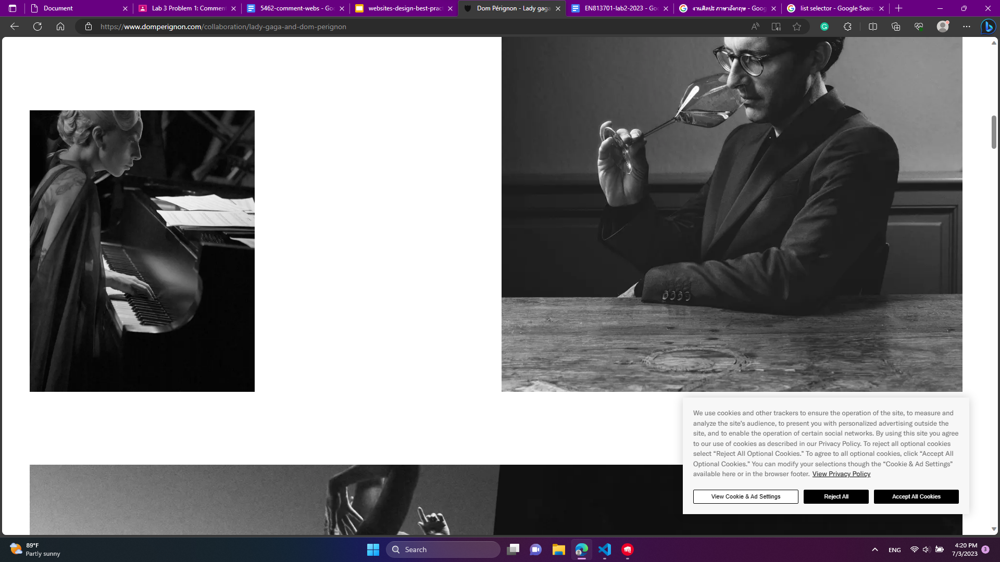 Document
Lab 3 Problem 1: Comment
5462-comment-webs - Goo
websites-design-best-pract
Dom Pérignon - Lady gaga
EN813701-lab2-2023 - Goo
งานศิลปะ ภาษาอังกฤษ - Goog
list selector - Google Searc
https://www.domperignon.com/collaboration/lady-gaga-and-dom-perignon
We use cookies and other trackers to ensure the operation of the site, to measure and
analyze the site's audience, to present you with personalized advertising outside the
site, and to enable the operation of certain social networks. By using this site you agree
to our use of cookies as described in our Privacy Policy. To reject all optional cookies
select “Reject All Optional Cookies.” To agree to all optional cookies, click “Accept All
Optional Cookies.” You can modify your selections though the “Cookie & Ad Settings”
available here or in the browser footer. View Privacy Policy
View Cookie & Ad Settings
Reject All
Accept All Cookies
89°F
Partly sunny
Search
ENG
4:20 PM
7/3/2023
3